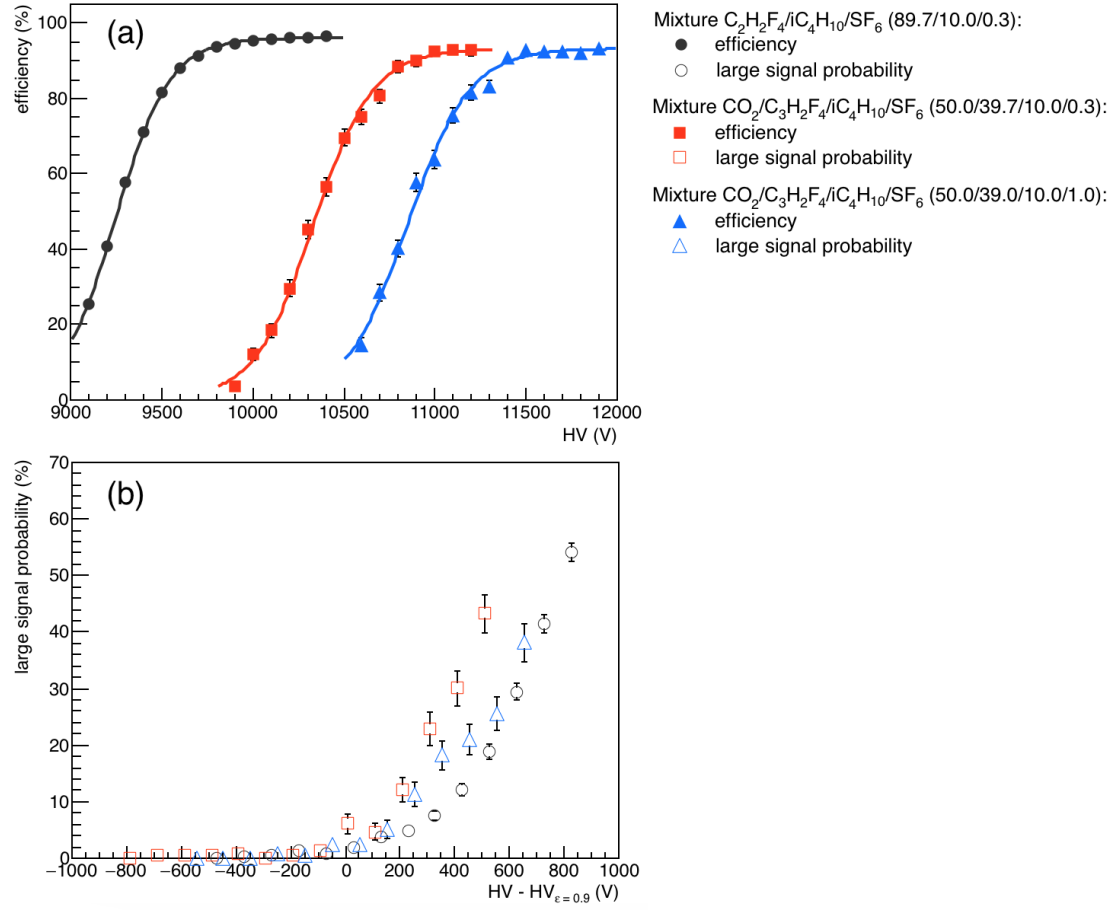 efficiency (%)
100
80
60
40
20
0
(a)
9000
9500
10000
10500
11000
11500
12000
HV (V)
Mixture C₂H₂F₄/iC₄H₁₀/SF₆ (89.7/10.0/0.3):
efficiency
large signal probability
Mixture CO₂/C₃H₂F₄/iC₄H₁₀/SF₆ (50.0/39.7/10.0/0.3):
efficiency
large signal probability
Mixture CO₂/C₃H₂F₄/iC₄H₁₀/SF₆ (50.0/39.0/10.0/1.0):
efficiency
large signal probability
large signal probability (%)
70
60
50
40
30
20
10
0
(b)
−1000
−800
−600
−400
−200
0
200
400
600
800
1000
HV - HV ε = 0.9 (V)